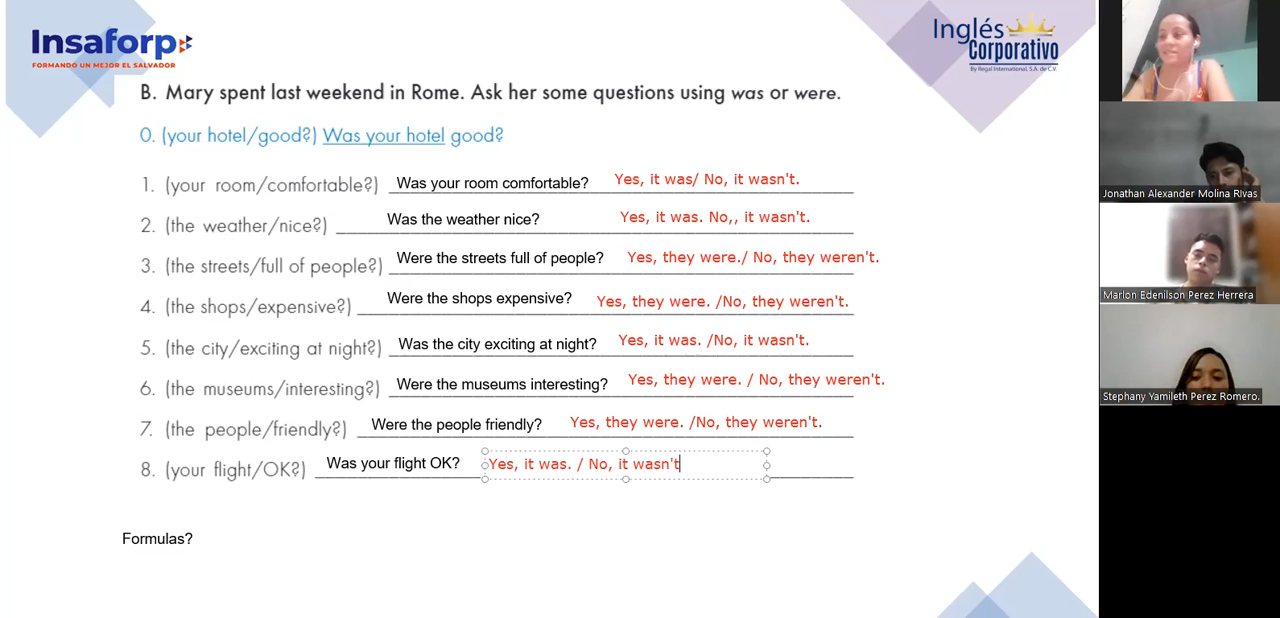 Insaforp
FORMANDO UN MEJOR EL SALVADOR
Inglés
Corporativo
By Regal International, S.A. de C.V.
B. Mary spent last weekend in Rome. Ask her some questions using was or were.
0. (your hotel/good?) Was your hotel good?
1. (your room/comfortable?) Was your room comfortable? Yes, it was/ No, it wasn't.
2. (the weather/nice?) Was the weather nice? Yes, it was. No,, it wasn't.
3. (the streets/full of people?) Were the streets full of people? Yes, they were./ No, they weren't.
4. (the shops/expensive?) Were the shops expensive? Yes, they were. /No, they weren't.
5. (the city/exciting at night?) Was the city exciting at night? Yes, it was. /No, it wasn't.
6. (the museums/interesting?) Were the museums interesting? Yes, they were. / No, they weren't.
7. (the people/friendly?) Were the people friendly? Yes, they were. /No, they weren't.
8. (your flight/OK?) Was your flight OK? Yes, it was. / No, it wasn't
Formulas?
Jonathan Alexander Molina Rivas
Marlon Edenilson Perez Herrera
Stephany Yamileth Perez Romero.